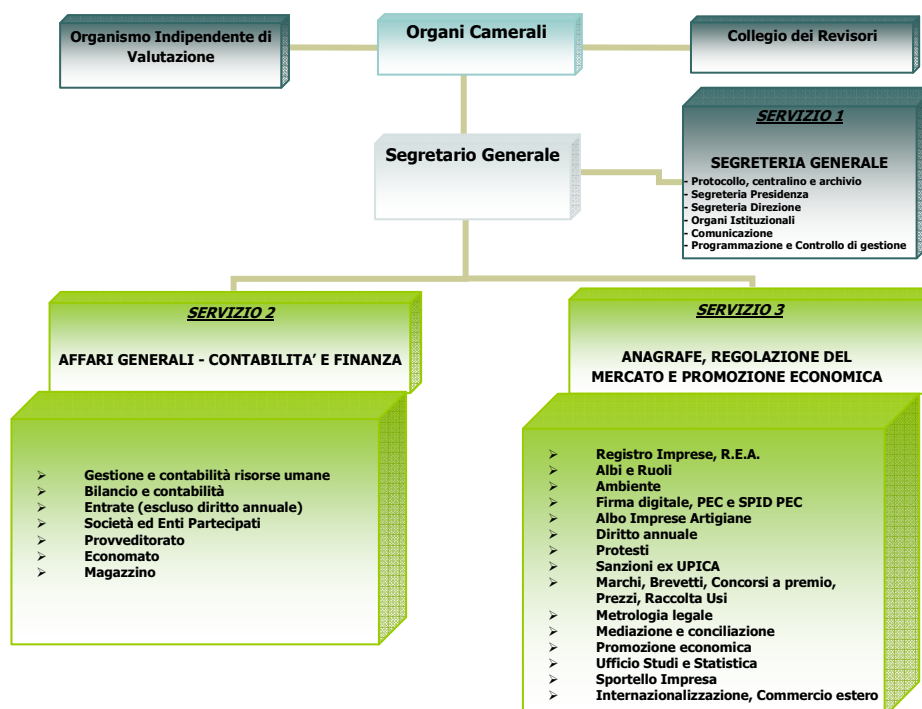 Organismo Indipendente di
Valutazione
Organi Camerali
Collegio dei Revisori
Segretario Generale
SERVIZIO 1
SEGRETERIA GENERALE
- Protocollo, centralino e archivio
- Segreteria Presidenza
- Segreteria Direzione
- Organi Istituzionali
- Comunicazione
- Programmazione e Controllo di gestione
SERVIZIO 2
AFFARI GENERALI - CONTABILITA' E FINANZA
➢ Gestione e contabilità risorse umane
➢ Bilancio e contabilità
➢ Entrate (escluso diritto annuale)
➢ Società ed Enti Partecipati
➢ Provveditorato
➢ Economato
➢ Magazzino
SERVIZIO 3
ANAGRAFE, REGOLAZIONE DEL
MERCATO E PROMOZIONE ECONOMICA
➢ Registro Imprese, R.E.A.
➢ Albi e Ruoli
➢ Ambiente
➢ Firma digitale, PEC e SPID PEC
➢ Albo Imprese Artigiane
➢ Diritto annuale
➢ Protesti
➢ Sanzioni ex UPICA
➢ Marchi, Brevetti, Concorsi a premio,
Prezzi, Raccolta Usi
➢ Metrologia legale
➢ Mediazione e conciliazione
➢ Promozione economica
➢ Ufficio Studi e Statistica
➢ Sportello Impresa
➢ Internazionalizzazione, Commercio estero